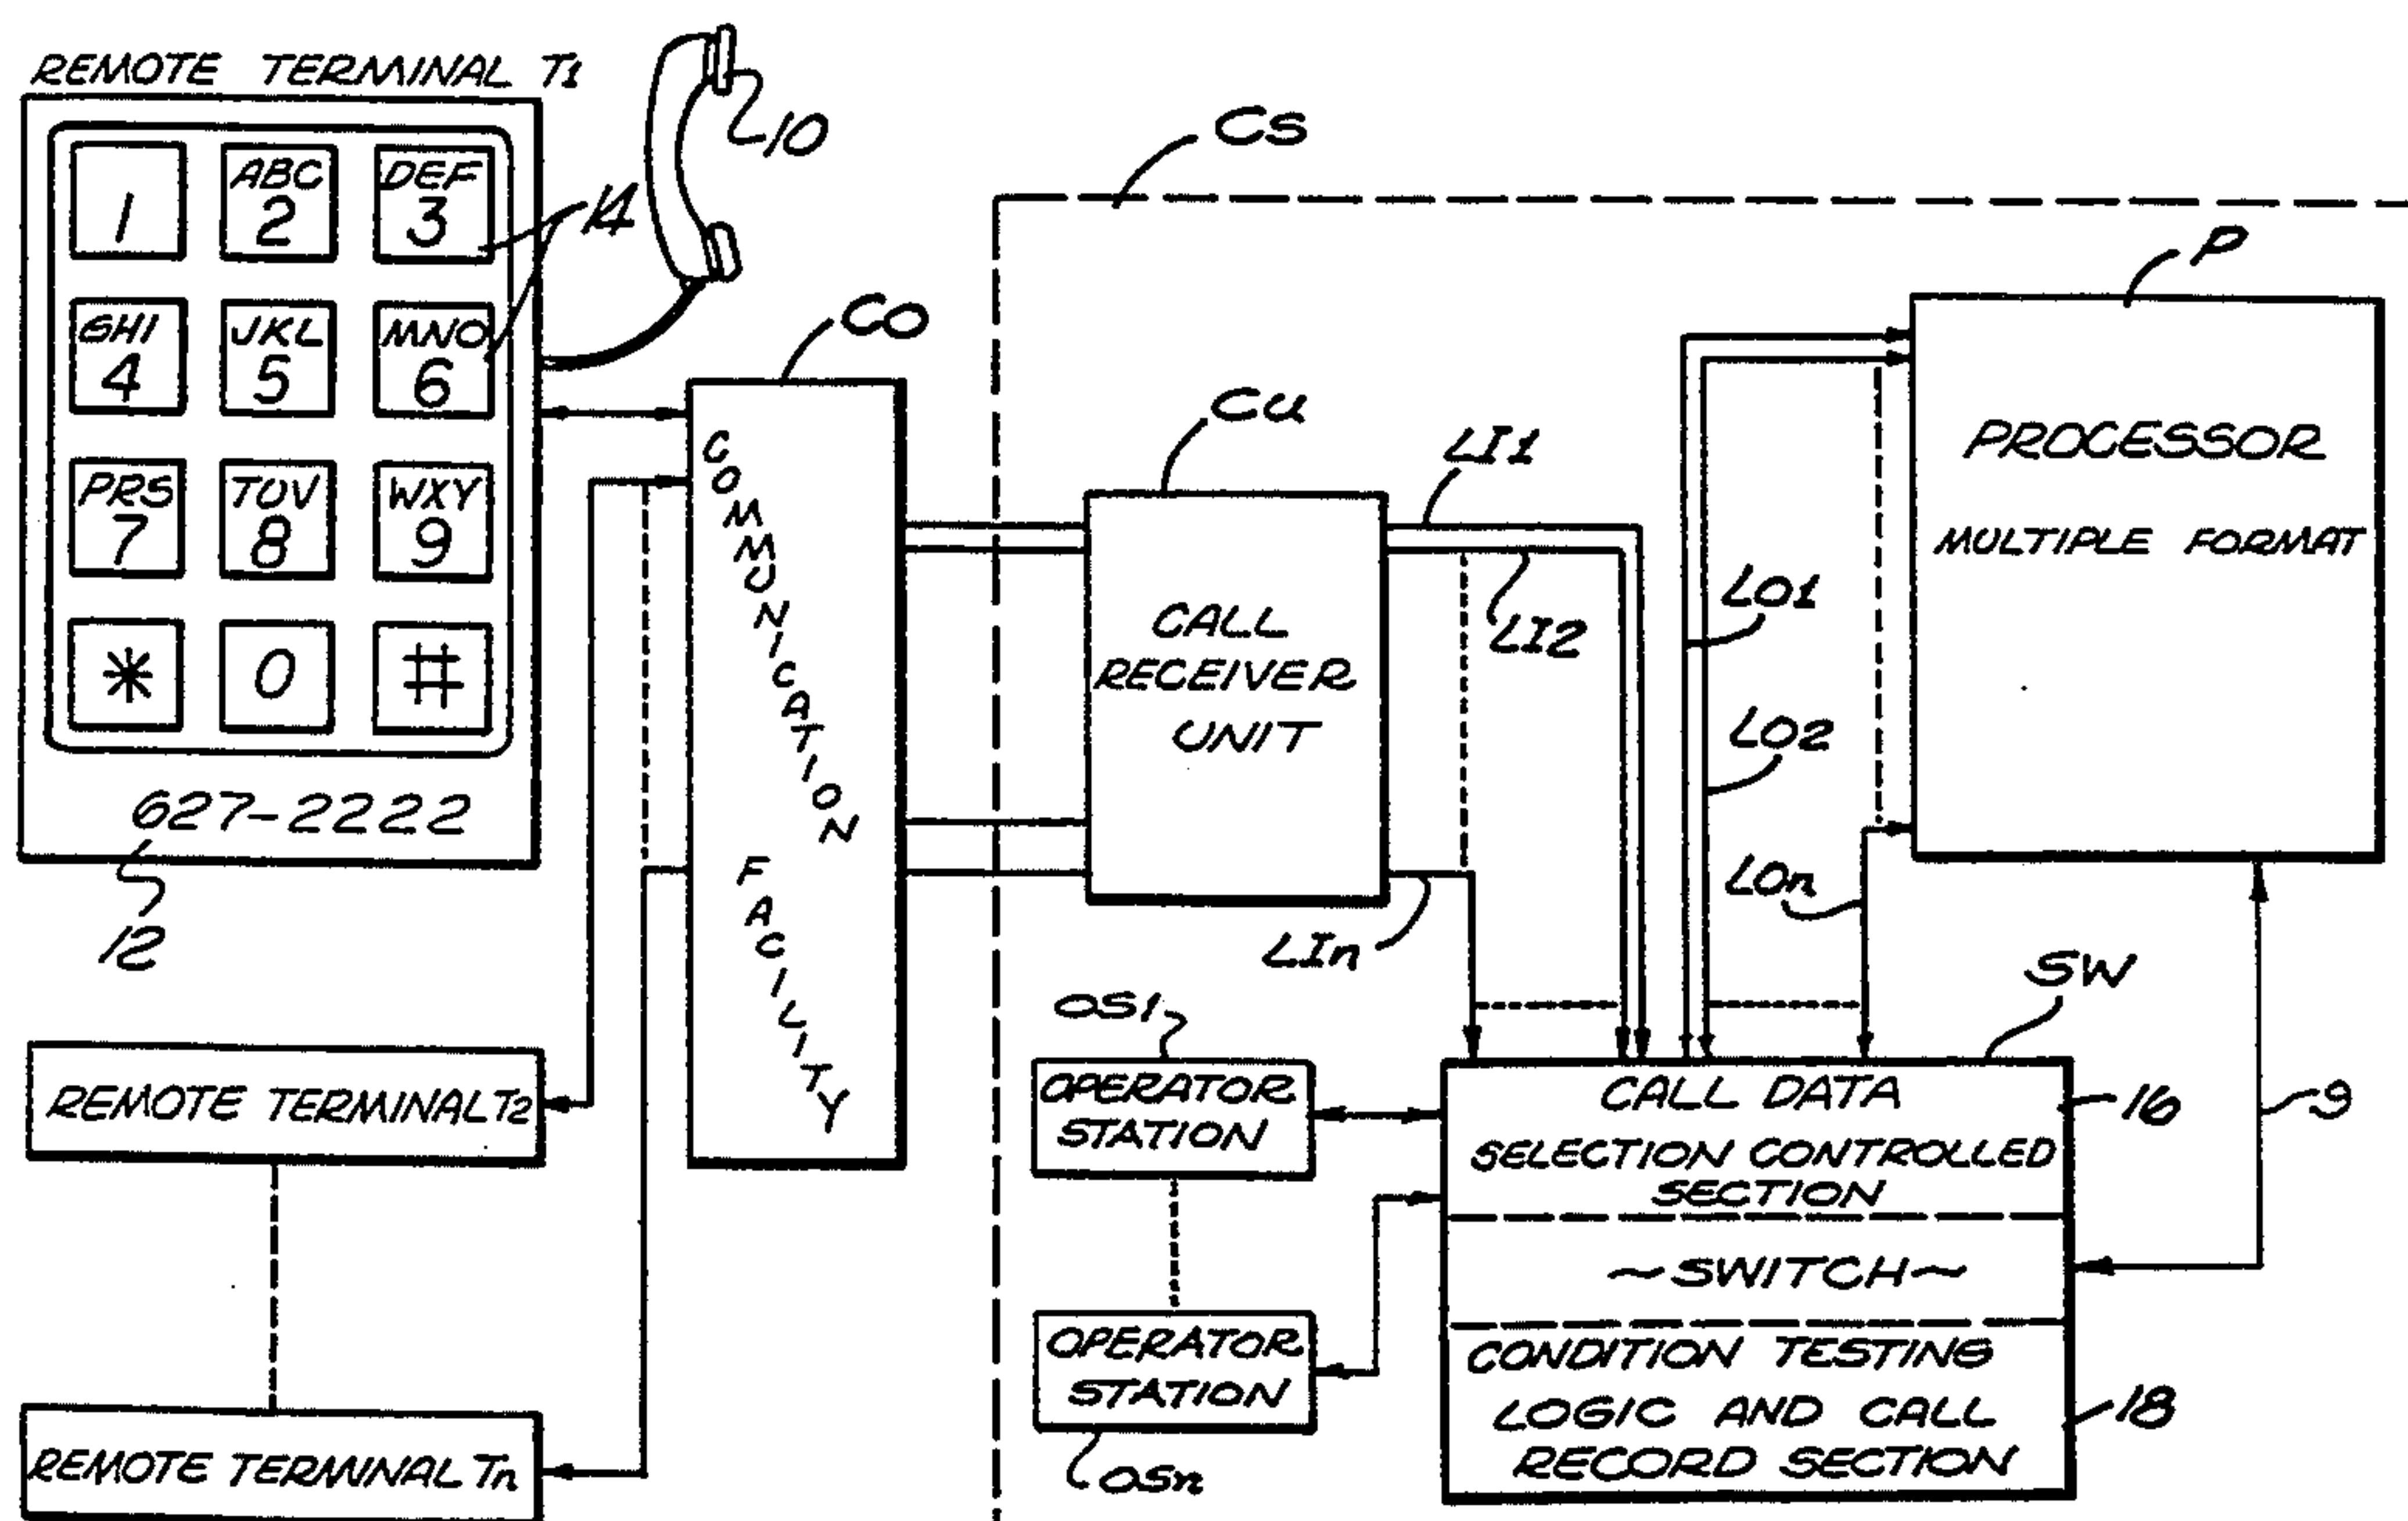 REMOTE TERMINAL T1
10
1
ABC
2
DEF
3
14
GHI
4
JKL
5
MNO
6
PRS
7
TUV
8
WXY
9
*
0
#
627-2222
12
REMOTE TERMINAL T2
REMOTE TERMINAL Tn
CO
COMMUNICATION FACILITY
CS
CU
CALL
RECEIVER
UNIT
LI1
LI2
LIn
LO1
LO2
LOn
P
PROCESSOR
MULTIPLE FORMAT
9
SW
OS1
OPERATOR
STATION
OPERATOR
STATION
OSn
CALL DATA
SELECTION CONTROLLED
SECTION
16
~SWITCH~
CONDITION TESTING
LOGIC AND CALL
RECORD SECTION
18